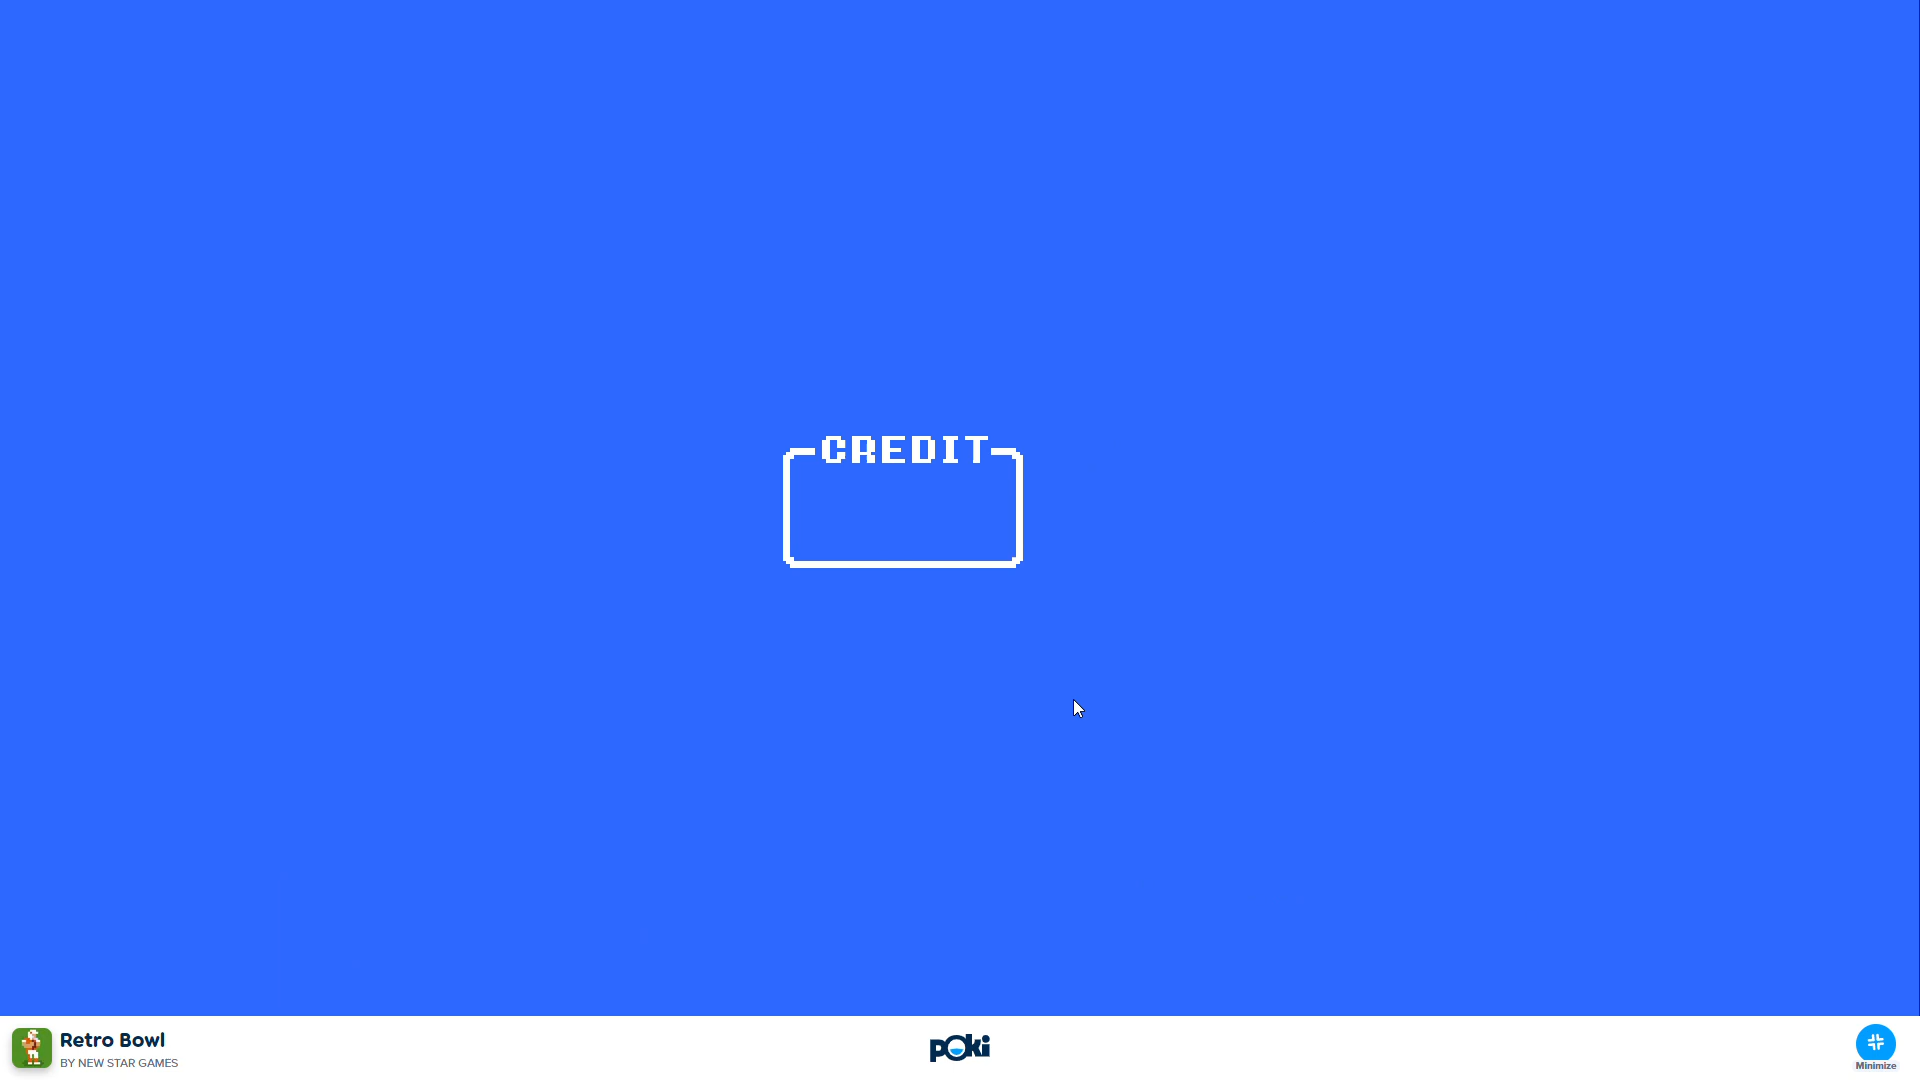 CREDIT
Retro Bowl
BY NEW STAR GAMES
poki
Minimize